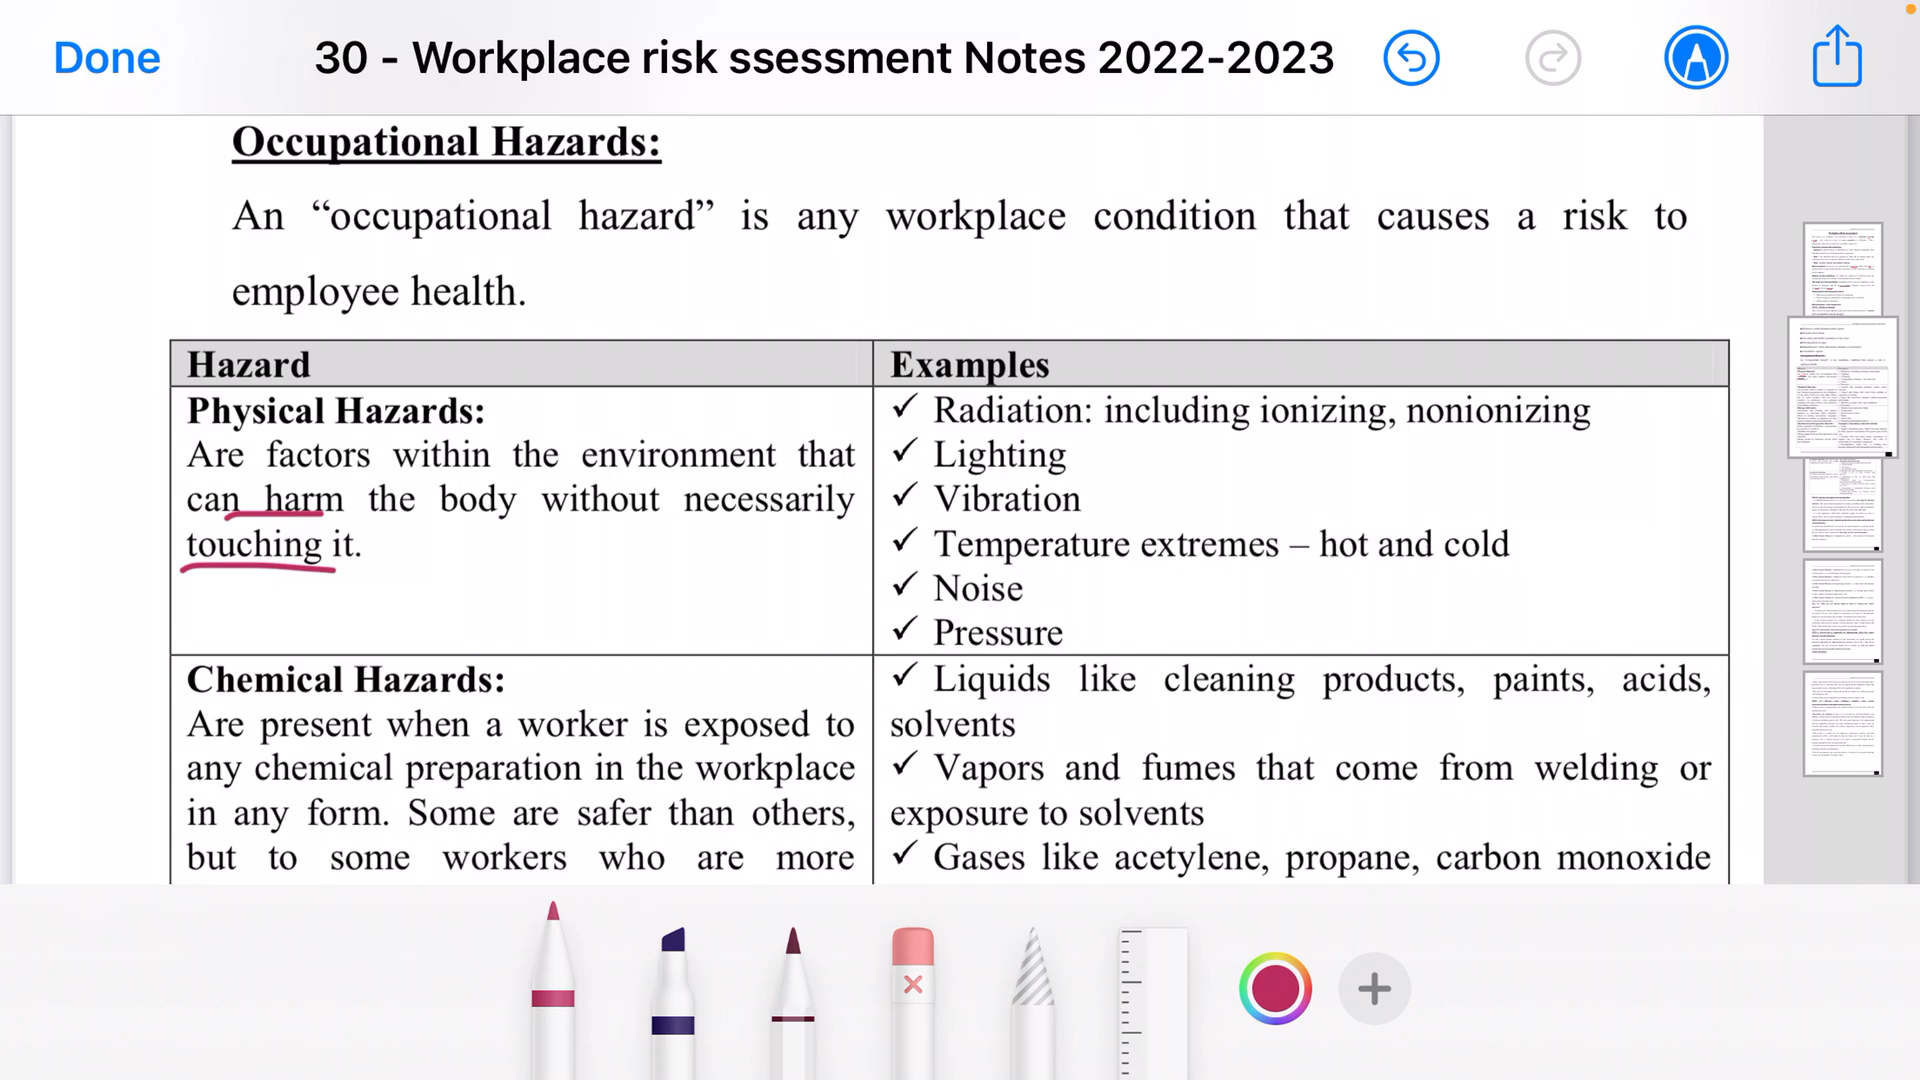 Done
30 - Workplace risk ssessment Notes 2022-2023
Occupational Hazards:
An “occupational hazard” is any workplace condition that causes a risk to
employee health.
Hazard
Examples
Physical Hazards:
Are factors within the environment that
can harm the body without necessarily
touching it.
✓ Radiation: including ionizing, nonionizing
✓ Lighting
✓ Vibration
✓ Temperature extremes – hot and cold
✓ Noise
✓ Pressure
Chemical Hazards:
Are present when a worker is exposed to
any chemical preparation in the workplace
in any form. Some are safer than others,
but to some workers who are more
✓ Liquids like cleaning products, paints, acids,
solvents
✓ Vapors and fumes that come from welding or
exposure to solvents
✓ Gases like acetylene, propane, carbon monoxide